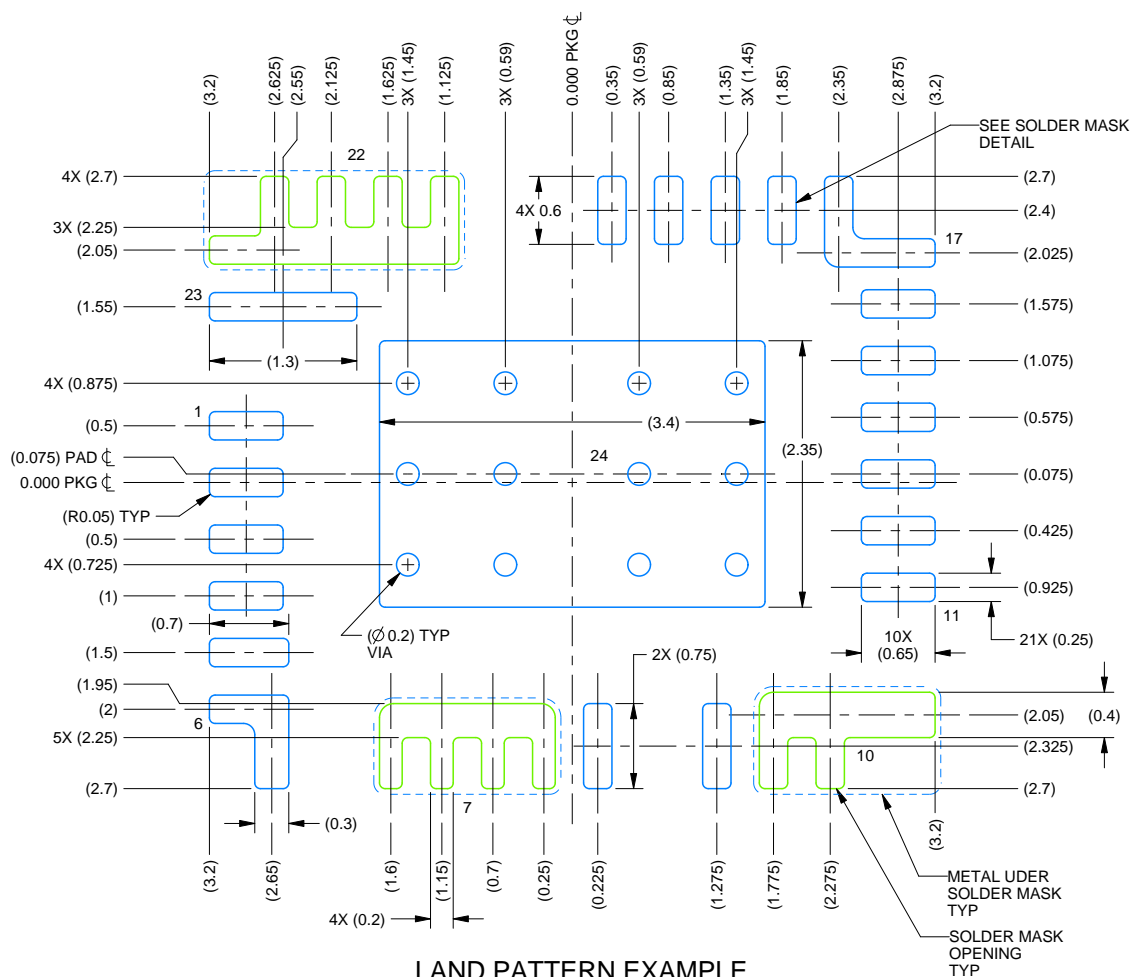 (3.2)
(2.625)
(2.55)
(2.125)
(1.625)
3X (1.45)
(1.125)
3X (0.59)
0.000 PKG ℄
(0.35)
3X (0.59)
(0.85)
(1.35)
3X (1.45)
(1.85)
(2.35)
(2.875)
(3.2)
SEE SOLDER MASK
DETAIL
22
4X (2.7)
3X (2.25)
(2.05)
4X 0.6
(2.7)
(2.4)
17
(2.025)
23
(1.55)
(1.3)
(1.575)
(1.075)
4X (0.875)
1
(0.5)
(3.4)
(2.35)
(0.575)
(0.075) PAD ℄
0.000 PKG ℄
24
(0.075)
(R0.05) TYP
(0.5)
4X (0.725)
(1)
(0.425)
(0.925)
11
(0.7)
(Ø 0.2) TYP
VIA
10X
(0.65)
21X (0.25)
(1.5)
2X (0.75)
(1.95)
(2)
6
5X (2.25)
(2.7)
(2.05)
(0.4)
(2.325)
10
(2.7)
7
(0.3)
(3.2)
(2.65)
(1.6)
(1.15)
(0.7)
(0.25)
(0.225)
(1.275)
(1.775)
(2.275)
(3.2)
4X (0.2)
METAL UDER
SOLDER MASK
TYP
SOLDER MASK
OPENING
TYP
LAND PATTERN EXAMPLE